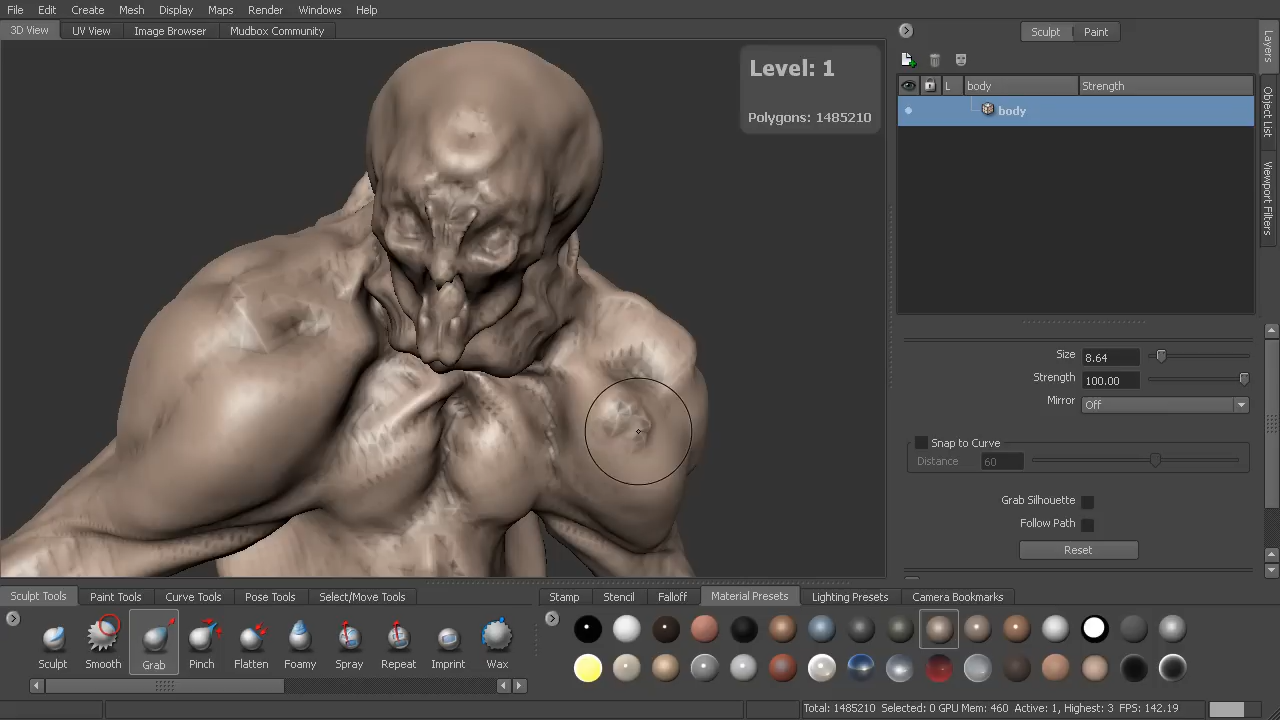 File Edit Create Mesh Display Maps Render Windows Help
3D View UV View Image Browser Mudbox Community
Level: 1
Polygons: 1485210
Sculpt Paint
L body Strength
body
Layers
Object List
Viewport Filters
Size 8.64
Strength 100.00
Mirror Off
Snap to Curve
Distance 60
Grab Silhouette
Follow Path
Reset
Sculpt Tools Paint Tools Curve Tools Pose Tools Select/Move Tools
Stamp Stencil Falloff Material Presets Lighting Presets Camera Bookmarks
Sculpt Smooth Grab Pinch Flatten Foamy Spray Repeat Imprint Wax
Total: 1485210 Selected: 0 GPU Mem: 460 Active: 1, Highest: 3 FPS: 142.19